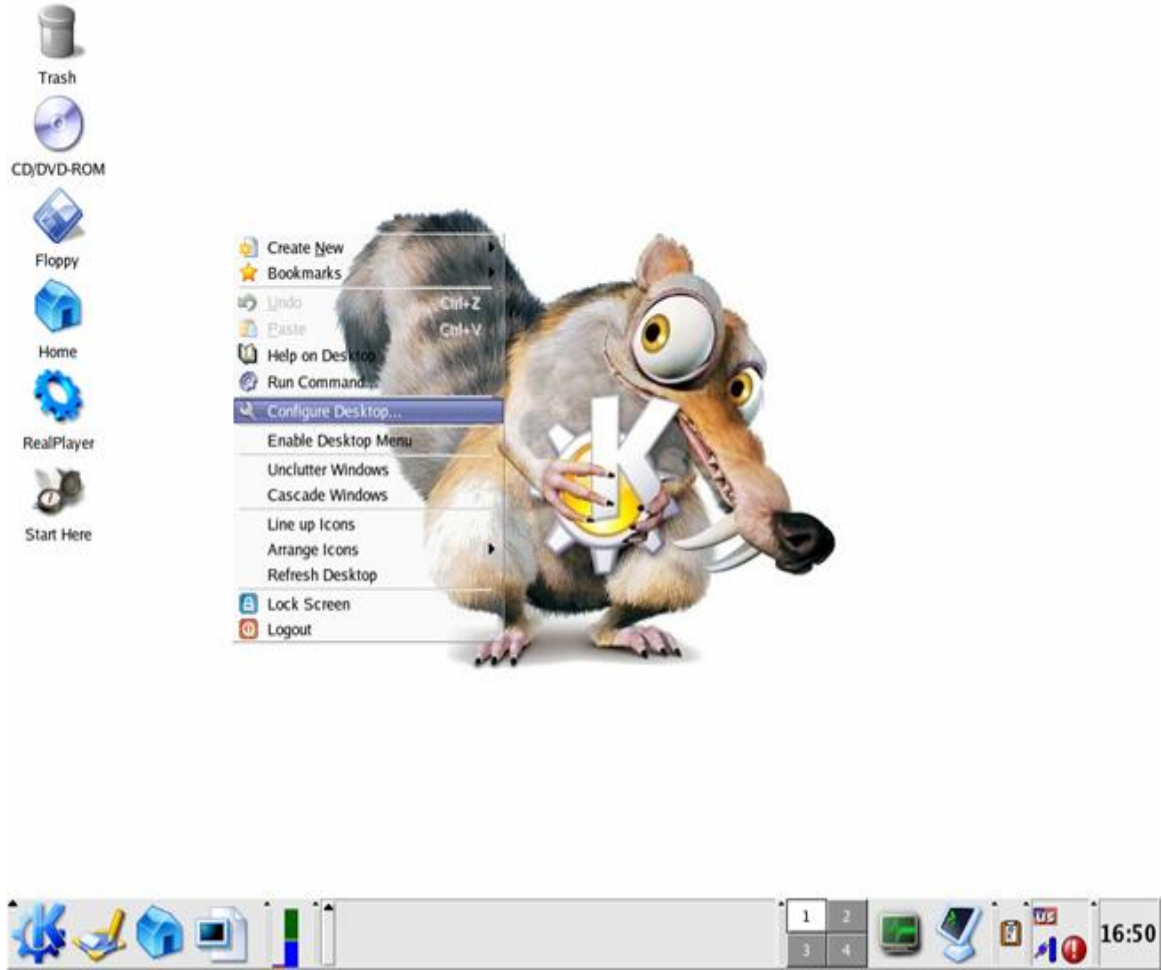 Trash
CD/DVD-ROM
Floppy
Home
RealPlayer
Start Here
Create New
Bookmarks
Undo Ctrl+Z
Paste Ctrl+V
Help on Desktop
Run Command...
Configure Desktop...
Enable Desktop Menu
Unclutter Windows
Cascade Windows
Line up Icons
Arrange Icons
Refresh Desktop
Lock Screen
Logout
K
K
1 2
3 4
us
16:50